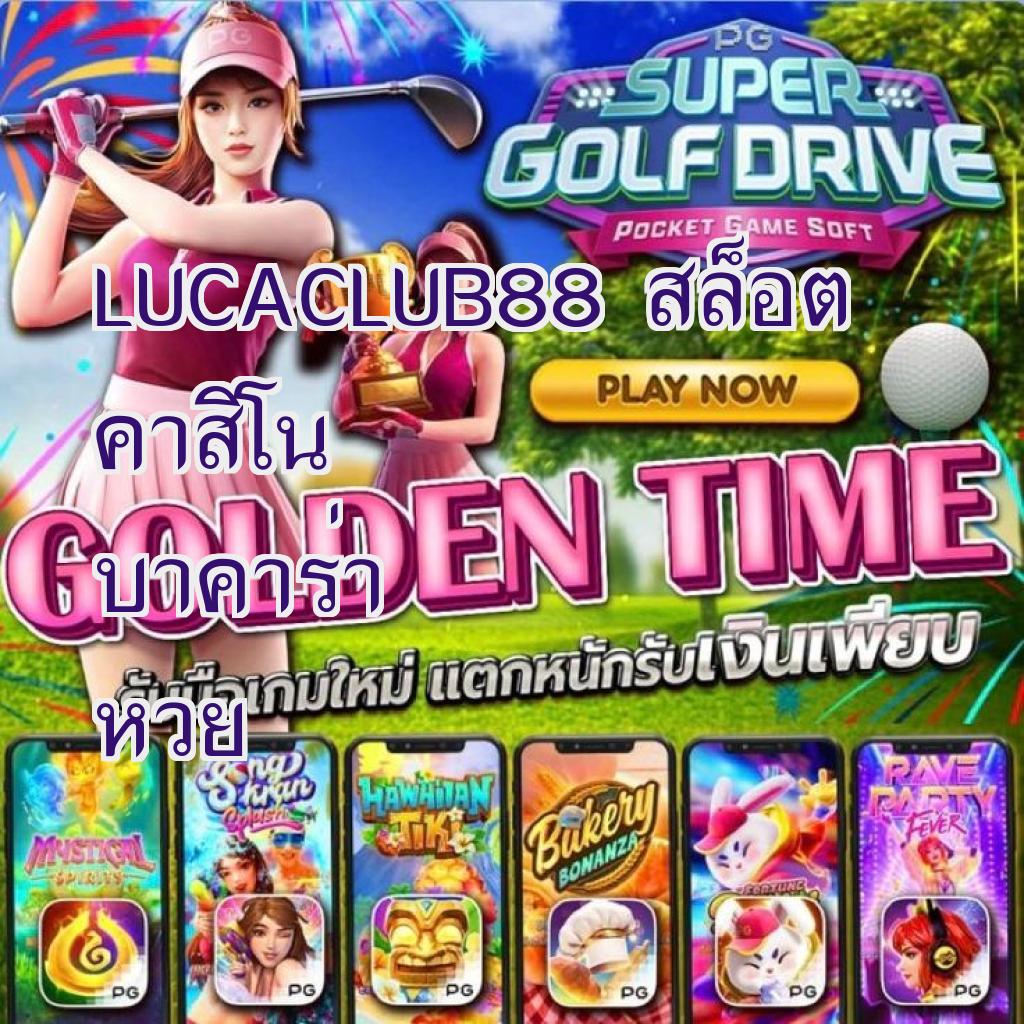 PG
PG
SUPER
GOLF DRIVE
POCKET GAME SOFT
LUCACLUB88 สล็อต
PLAY NOW
คาสิโน
GOLDEN TIME
บาคาร่า
เกมใหม่ แตกหนักรับเงินเพียบ
หวย
MYSTICAL
SPIRITS
Songkran
Splash
HAWAIIAN
TIKI
Bakery
BONANZA
FORTUNE
RAVE
PARTY
FEVER
PG PG PG PG PG PG